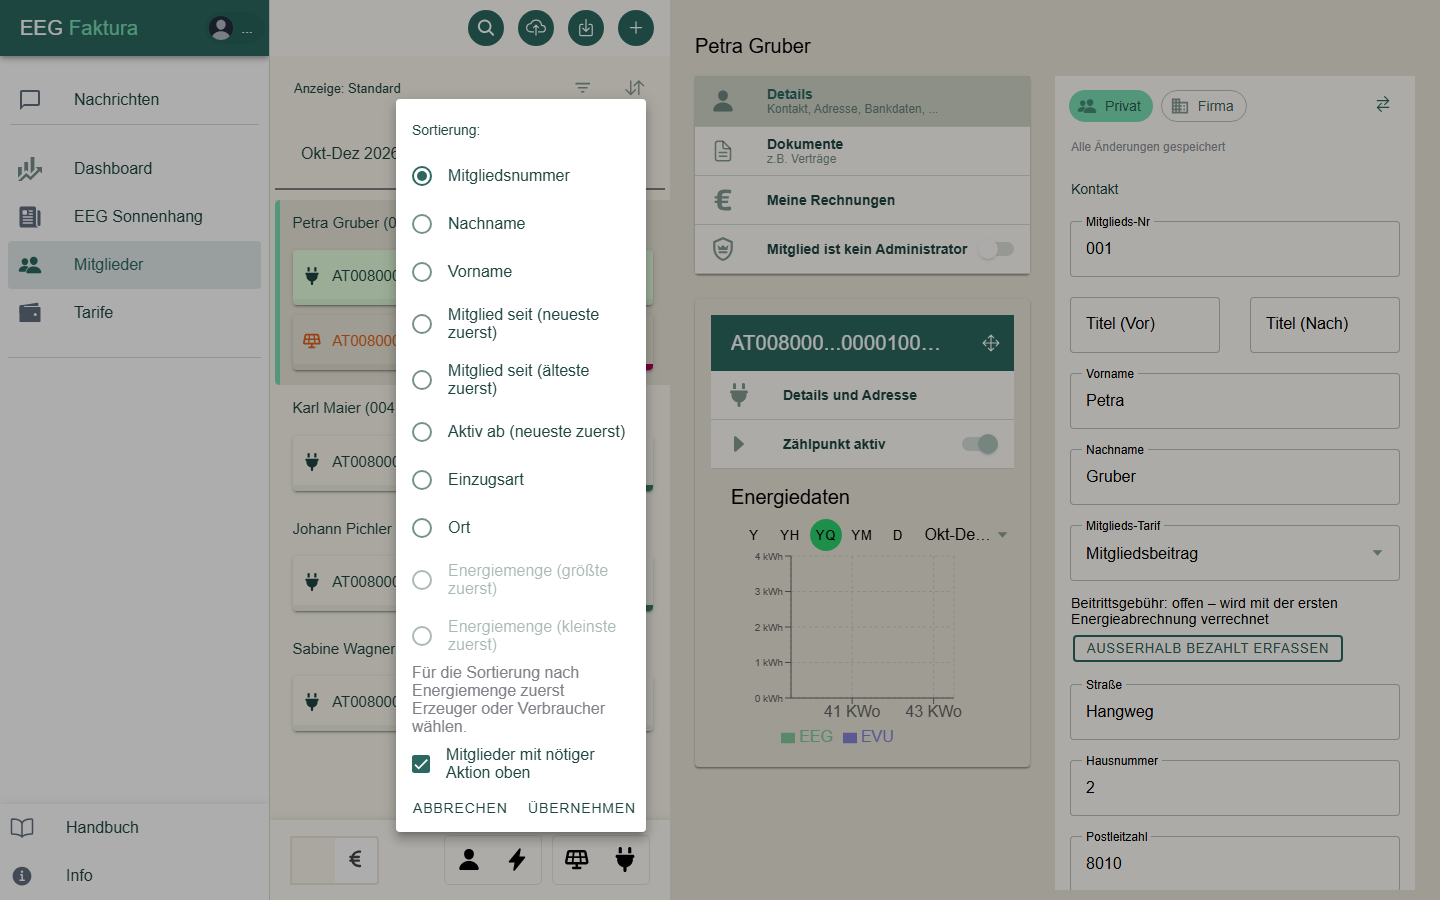 EEG Faktura
...
Nachrichten
Dashboard
EEG Sonnenhang
Mitglieder
Tarife
Handbuch
Info
Anzeige: Standard
Okt-Dez 2026
Petra Gruber (0
AT008000
AT008000
Karl Maier (004
AT008000
Johann Pichler
AT008000
Sabine Wagner
AT008000
€
Sortierung:
Mitgliedsnummer
Nachname
Vorname
Mitglied seit (neueste
zuerst)
Mitglied seit (älteste
zuerst)
Aktiv ab (neueste zuerst)
Einzugsart
Ort
Energiemenge (größte
zuerst)
Energiemenge (kleinste
zuerst)
Für die Sortierung nach
Energiemenge zuerst
Erzeuger oder Verbraucher
wählen.
Mitglieder mit nötiger
Aktion oben
ABBRECHEN ÜBERNEHMEN
Petra Gruber
Details
Kontakt, Adresse, Bankdaten, ...
Dokumente
z.B. Verträge
€ Meine Rechnungen
Mitglied ist kein Administrator
AT008000...0000100...
Details und Adresse
Zählpunkt aktiv
Energiedaten
Y YH YQ YM D Okt-De...
4 kWh
3 kWh
2 kWh
1 kWh
0 kWh
41 KWo 43 KWo
EEG EVU
Privat Firma
Alle Änderungen gespeichert
Kontakt
Mitglieds-Nr
001
Titel (Vor) Titel (Nach)
Vorname
Petra
Nachname
Gruber
Mitglieds-Tarif
Mitgliedsbeitrag
Beitrittsgebühr: offen – wird mit der ersten
Energieabrechnung verrechnet
AUSSERHALB BEZAHLT ERFASSEN
Straße
Hangweg
Hausnummer
2
Postleitzahl
8010